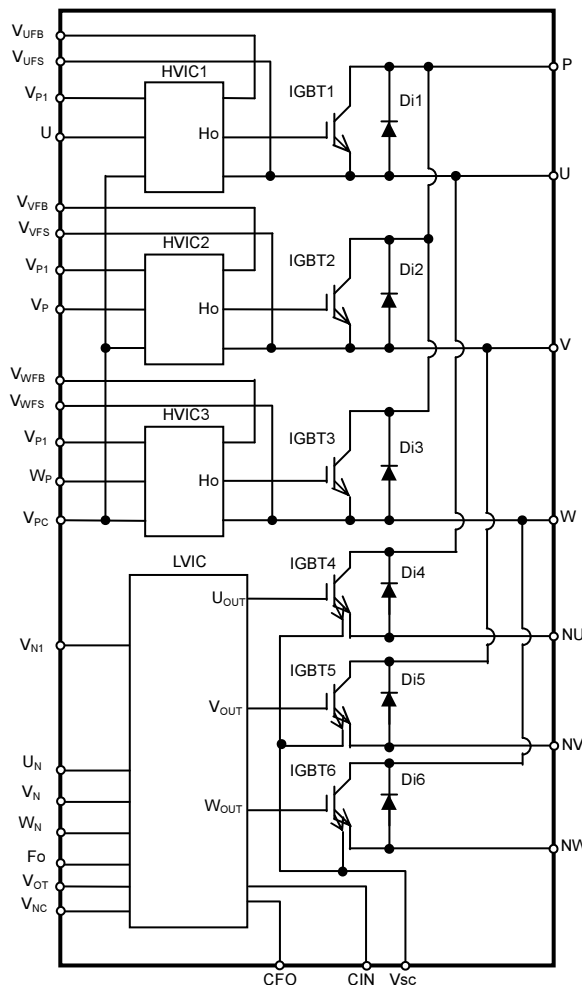 VUFB
VUFS
HVIC1
P
IGBT1
VP1
Di1
U
Ho
U
VVFB
VVFS
HVIC2
IGBT2
VP1
Di2
VP
Ho
V
VWFB
VWFS
HVIC3
IGBT3
VP1
Di3
WP
Ho
VPC
W
LVIC
IGBT4
Di4
UOUT
NU
VN1
IGBT5
Di5
VOUT
NV
UN
IGBT6
Di6
VN
WOUT
WN
NW
Fo
VOT
VNC
CFO
CIN
Vsc